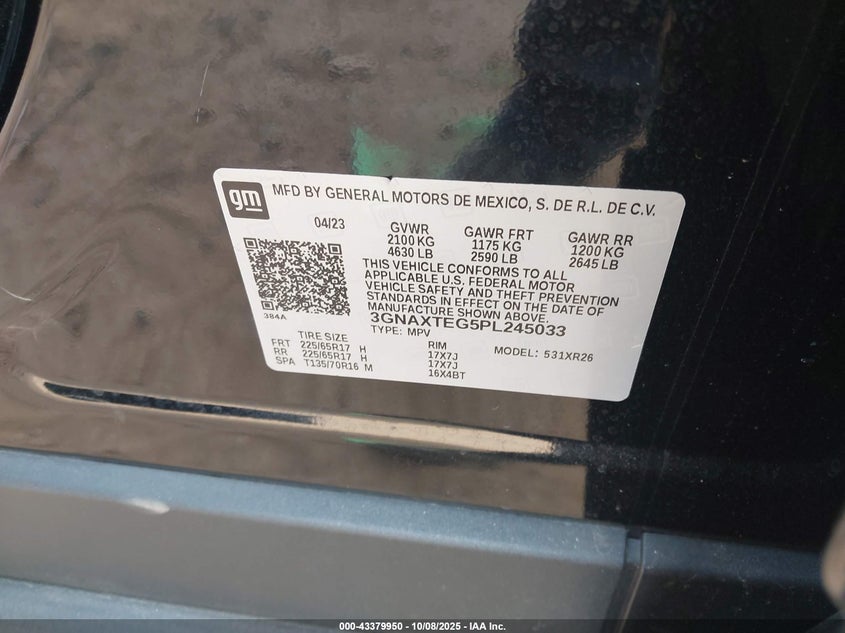 gm
MFD BY GENERAL MOTORS DE MEXICO, S. DE R.L. DE C.V.
04/23 GVWR GAWR FRT GAWR RR
2100 KG 1175 KG 1200 KG
4630 LB 2590 LB 2645 LB
THIS VEHICLE CONFORMS TO ALL
APPLICABLE U.S. FEDERAL MOTOR
VEHICLE SAFETY AND THEFT PREVENTION
STANDARDS IN EFFECT ON THE DATE OF
MANUFACTURE SHOWN ABOVE.
384A
3GNAXTEG5PL245033
TYPE: MPV
TIRE SIZE RIM MODEL: 531XR26
FRT 225/65R17 H 17X7J
RR 225/65R17 H 17X7J
SPA T135/70R16 M 16X4BT
000-43379950 - 10/08/2025 - IAA Inc.